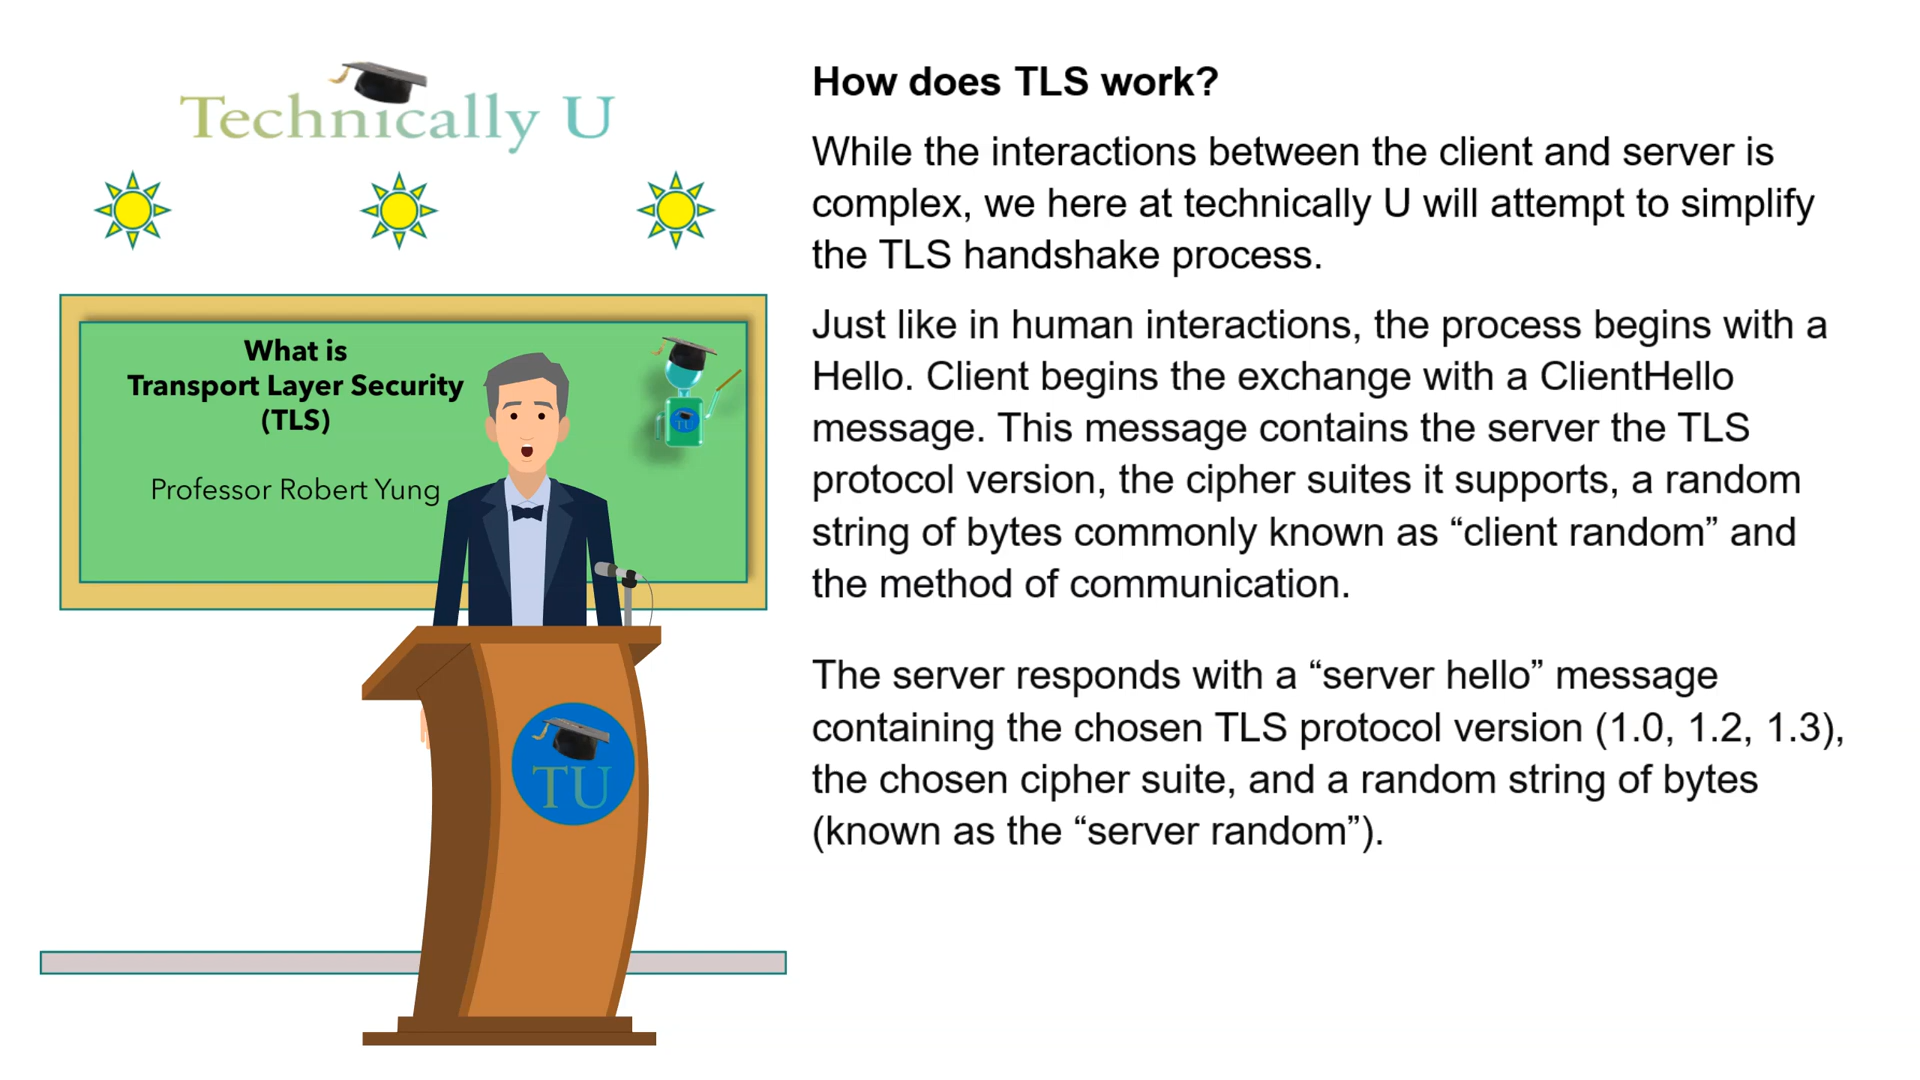 Technically U
What is
Transport Layer Security
(TLS)
Professor Robert Yung
TU
TU
How does TLS work?
While the interactions between the client and server is
complex, we here at technically U will attempt to simplify
the TLS handshake process.
Just like in human interactions, the process begins with a
Hello. Client begins the exchange with a ClientHello
message. This message contains the server the TLS
protocol version, the cipher suites it supports, a random
string of bytes commonly known as “client random” and
the method of communication.
The server responds with a “server hello” message
containing the chosen TLS protocol version (1.0, 1.2, 1.3),
the chosen cipher suite, and a random string of bytes
(known as the “server random”).